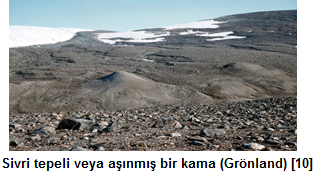 Sivri tepeli veya aşınmış bir kama (Grönland) [10]